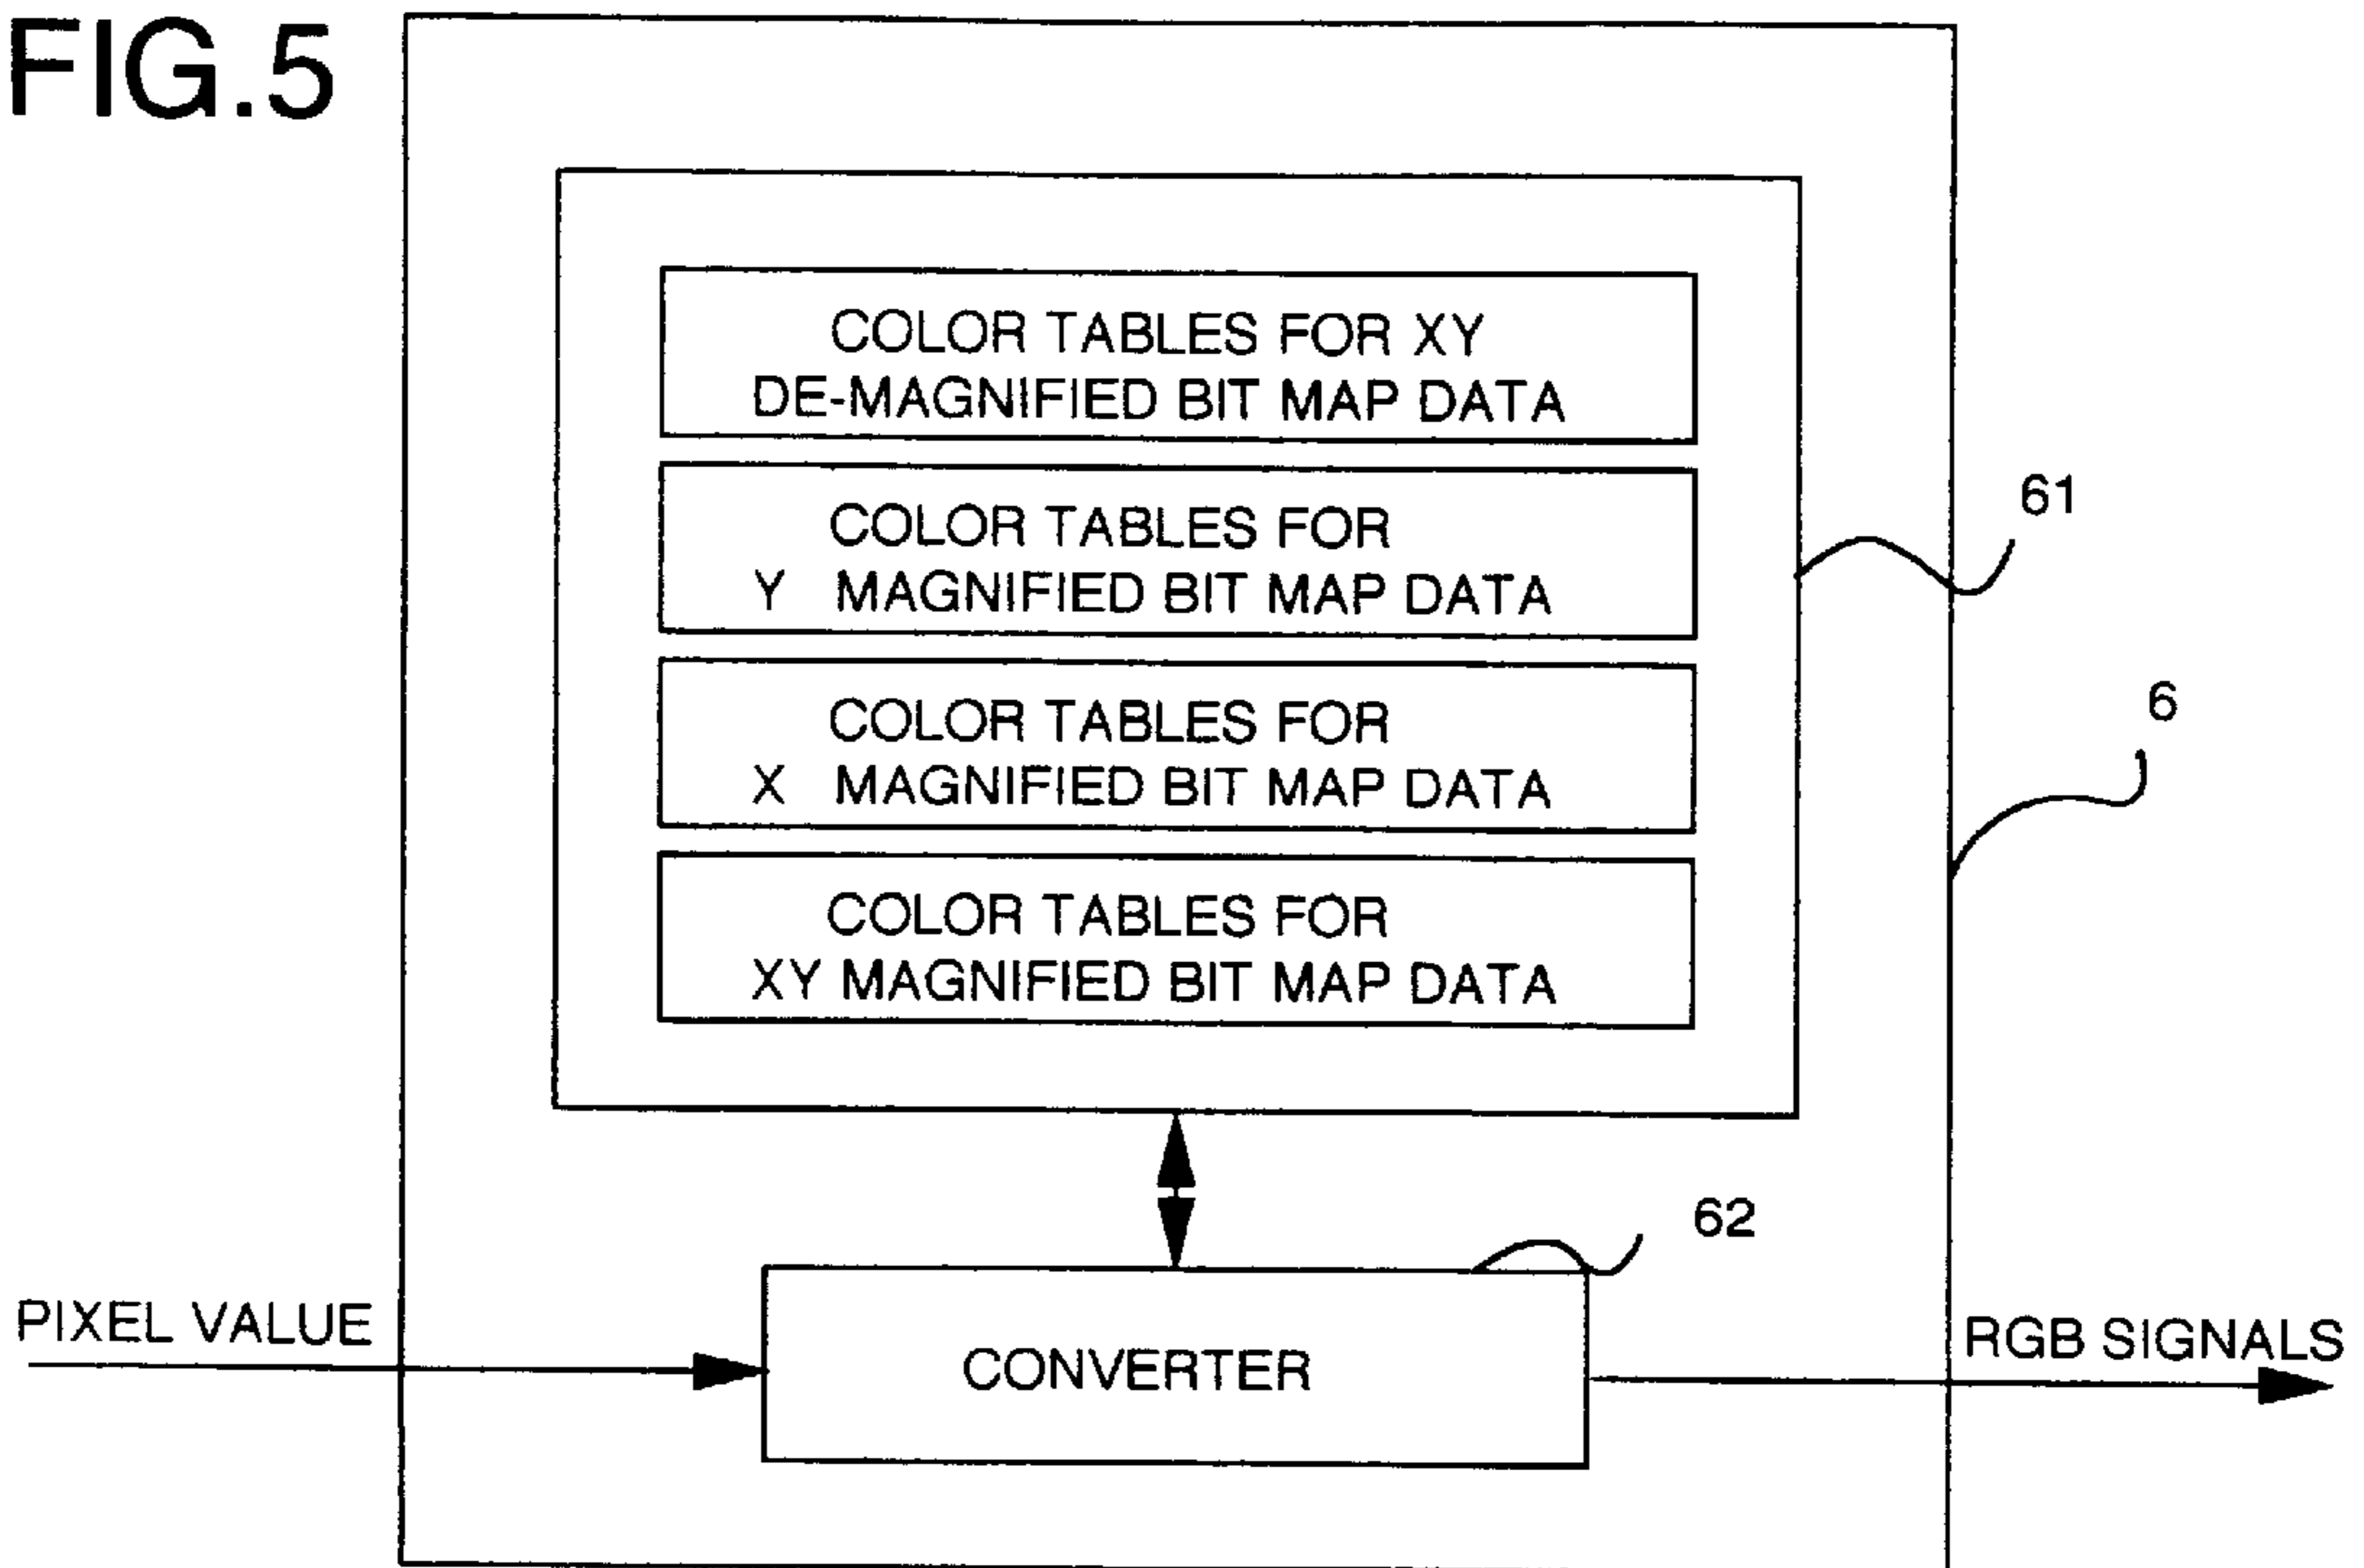 FIG.5
COLOR TABLES FOR XY
DE-MAGNIFIED BIT MAP DATA
COLOR TABLES FOR
Y MAGNIFIED BIT MAP DATA
61
COLOR TABLES FOR
X MAGNIFIED BIT MAP DATA
6
COLOR TABLES FOR
XY MAGNIFIED BIT MAP DATA
62
PIXEL VALUE
CONVERTER
RGB SIGNALS